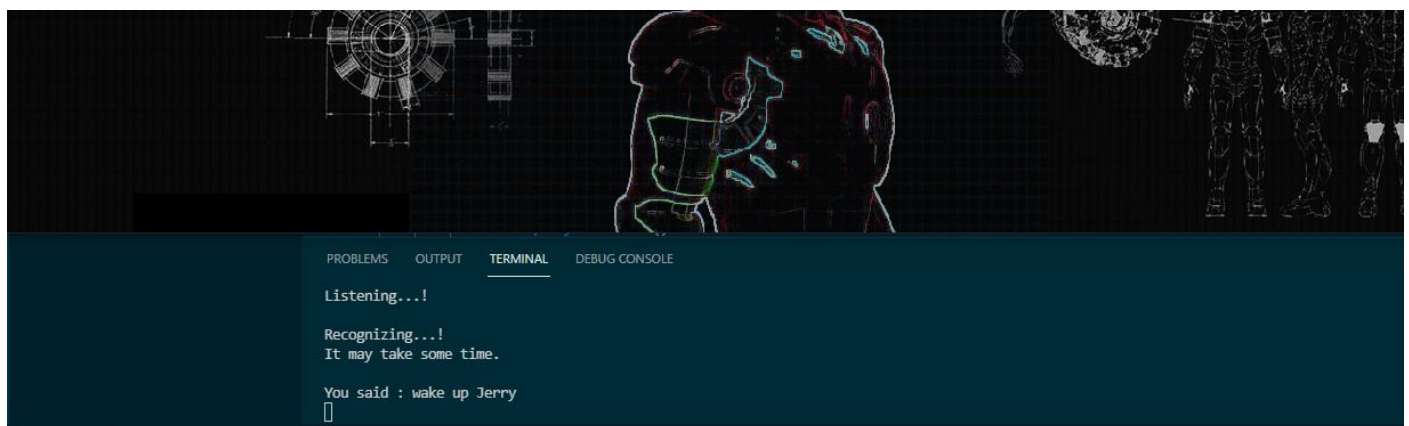 PROBLEMS OUTPUT TERMINAL DEBUG CONSOLE
Listening...!
Recognizing...!
It may take some time.
You said : wake up Jerry